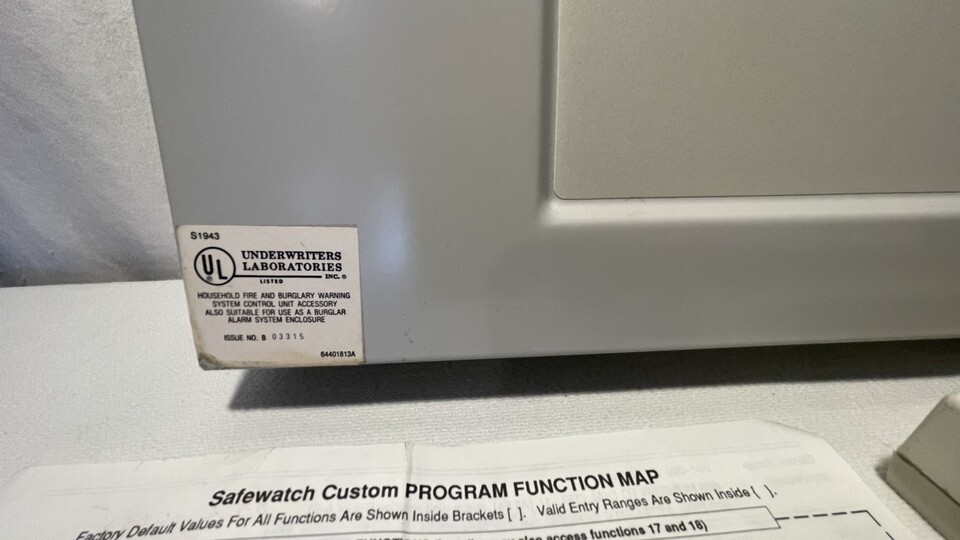 S1943
UL
UNDERWRITERS
LABORATORIES
INC. ®
LISTED
HOUSEHOLD FIRE AND BURGLARY WARNING
SYSTEM CONTROL UNIT ACCESSORY
ALSO SUITABLE FOR USE AS A BURGLAR
ALARM SYSTEM ENCLOSURE
ISSUE NO. B 03315
64401813A
Safewatch Custom PROGRAM FUNCTION MAP
Factory Default Values For All Functions Are Shown Inside Brackets [ ]. Valid Entry Ranges Are Shown Inside ( ).
also access functions 17 and 18)